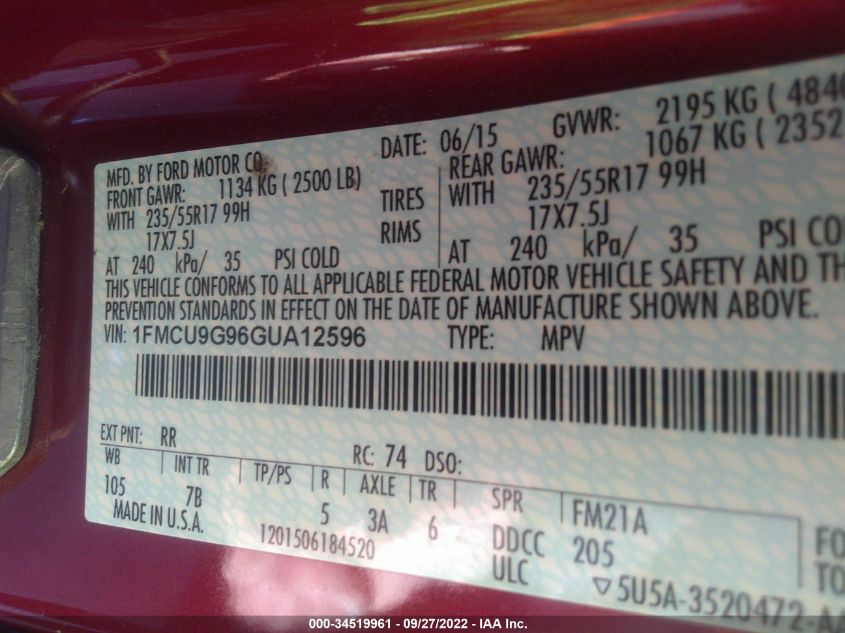 MFD. BY FORD MOTOR CO. DATE: 06/15 GVWR: 2195 KG ( 4840
FRONT GAWR: 1134 KG ( 2500 LB) REAR GAWR: 1067 KG ( 2352
WITH 235/55R17 99H TIRES WITH 235/55R17 99H
17X7.5J RIMS 17X7.5J
AT 240 kPa/ 35 PSI COLD AT 240 kPa/ 35 PSI CO
THIS VEHICLE CONFORMS TO ALL APPLICABLE FEDERAL MOTOR VEHICLE SAFETY AND TH
PREVENTION STANDARDS IN EFFECT ON THE DATE OF MANUFACTURE SHOWN ABOVE.
VIN: 1FMCU9G96GUA12596 TYPE: MPV
EXT PNT: RR RC: 74 DSO:
WB INT TR TP/PS R AXLE TR SPR FM21A
105 7B 5 3A 6 DDCC 205 FO
MADE IN U.S.A. 1201506184520 ULC TO
▽5U5A-3520472-AA
000-34519961 - 09/27/2022 - IAA Inc.